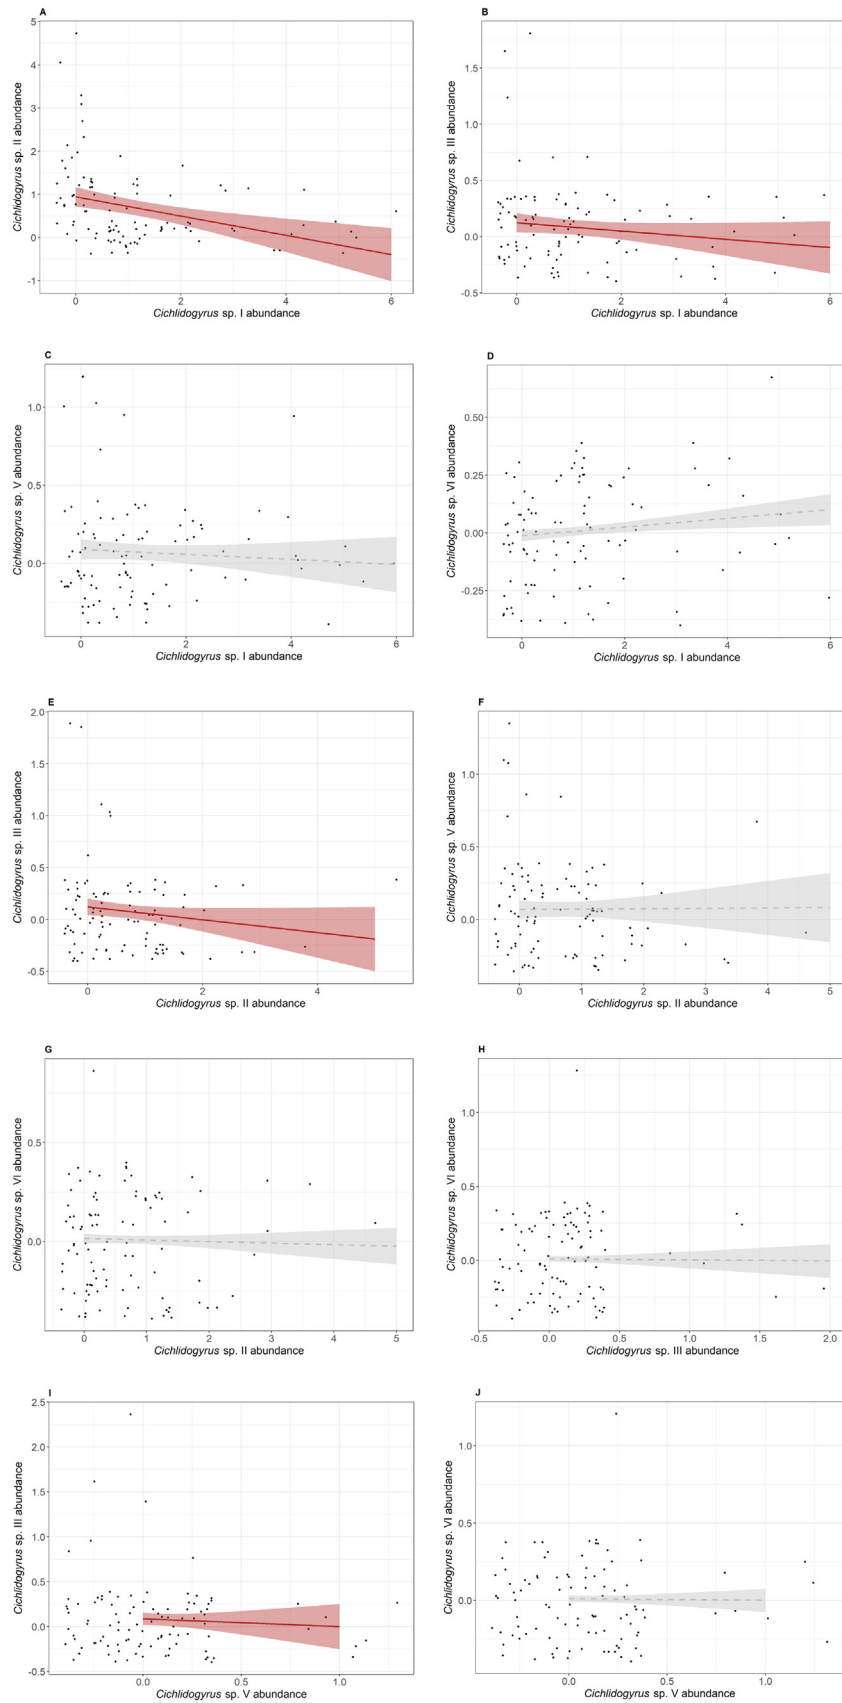 A
5
4
3
2
1
0
-1
Cichlidogyrus sp. II abundance
0 2 4 6
Cichlidogyrus sp. I abundance
B
1.5
1.0
0.5
0.0
-0.5
Cichlidogyrus sp. III abundance
0 2 4 6
Cichlidogyrus sp. I abundance
C
1.0
0.5
0.0
Cichlidogyrus sp. V abundance
0 2 4 6
Cichlidogyrus sp. I abundance
D
0.50
0.25
0.00
-0.25
Cichlidogyrus sp. VI abundance
0 2 4 6
Cichlidogyrus sp. I abundance
E
2.0
1.5
1.0
0.5
0.0
-0.5
Cichlidogyrus sp. III abundance
0 2 4
Cichlidogyrus sp. II abundance
F
1.0
0.5
0.0
Cichlidogyrus sp. V abundance
0 1 2 3 4 5
Cichlidogyrus sp. II abundance
G
0.5
0.0
Cichlidogyrus sp. VI abundance
0 1 2 3 4 5
Cichlidogyrus sp. II abundance
H
1.0
0.5
0.0
Cichlidogyrus sp. VI abundance
-0.5 0.0 0.5 1.0 1.5 2.0
Cichlidogyrus sp. III abundance
I
2.5
2.0
1.5
1.0
0.5
0.0
-0.5
Cichlidogyrus sp. III abundance
0.0 0.5 1.0
Cichlidogyrus sp. V abundance
J
1.0
0.5
0.0
Cichlidogyrus sp. VI abundance
0.0 0.5 1.0
Cichlidogyrus sp. V abundance